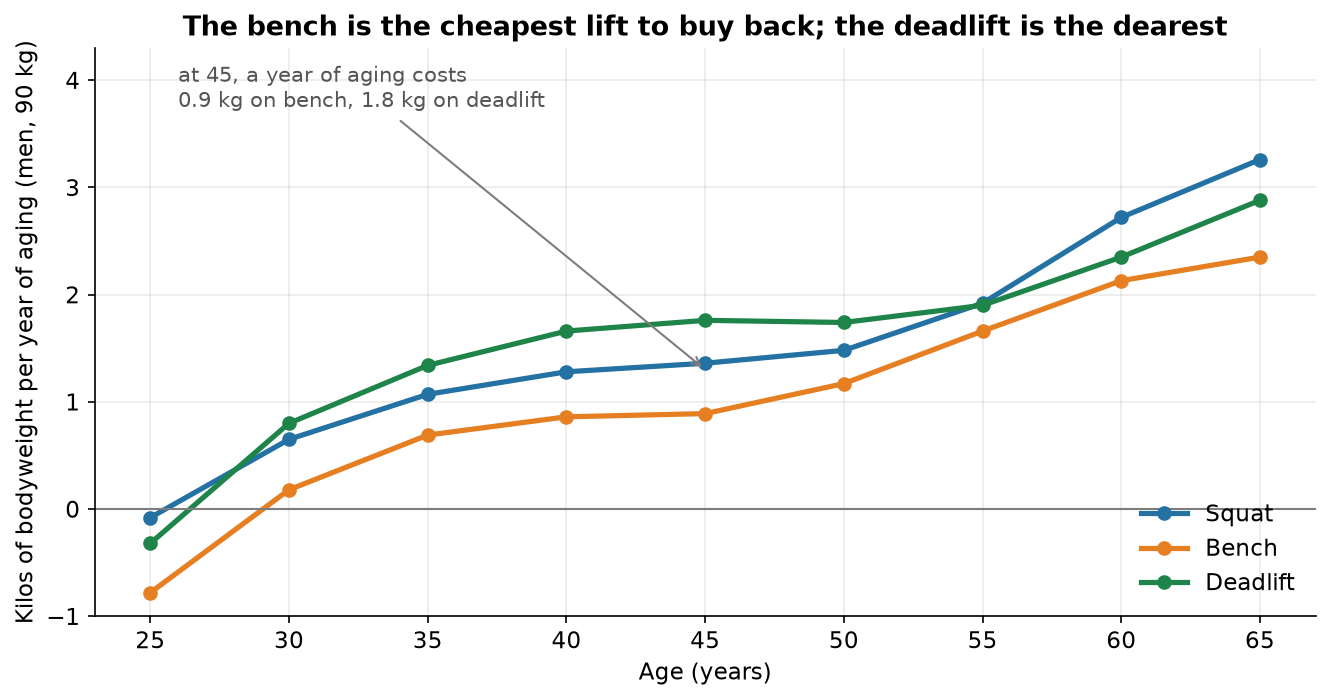 The bench is the cheapest lift to buy back; the deadlift is the dearest
at 45, a year of aging costs
0.9 kg on bench, 1.8 kg on deadlift
Kilos of bodyweight per year of aging (men, 90 kg)
4
3
2
1
0
−1
Squat
Bench
Deadlift
25 30 35 40 45 50 55 60 65
Age (years)